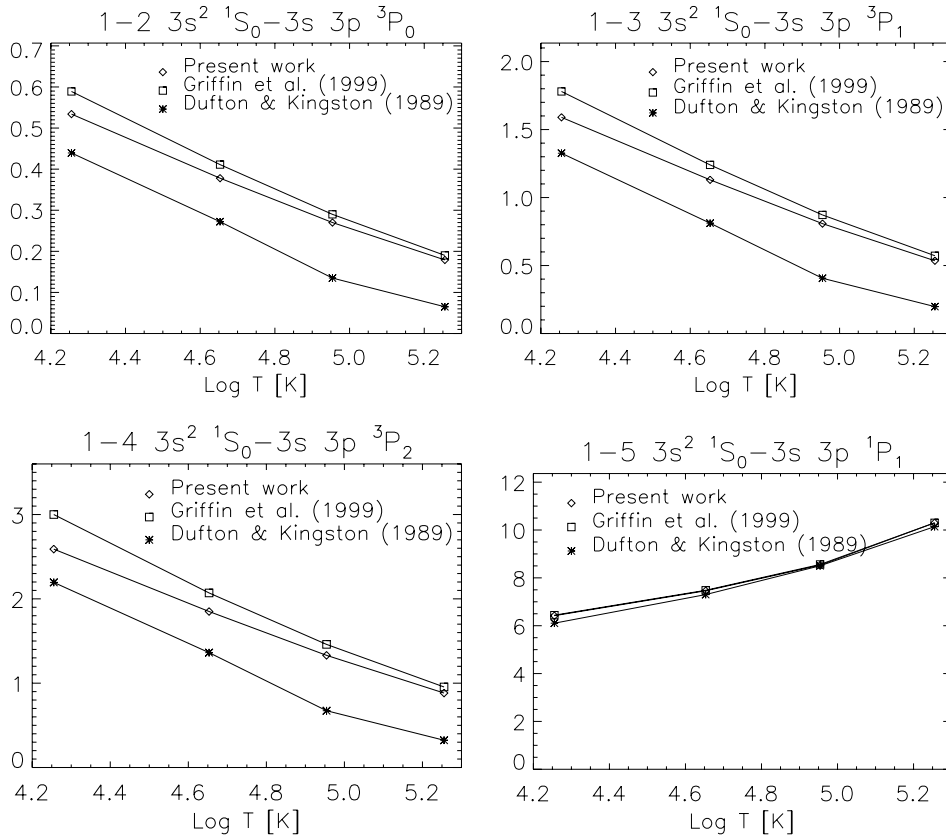 1−2 3s² ¹S₀−3s 3p ³P₀
0.7
0.6
0.5
0.4
0.3
0.2
0.1
0.0
Present work
Griffin et al. (1999)
Dufton & Kingston (1989)
4.2 4.4 4.6 4.8 5.0 5.2
Log T [K]
1−3 3s² ¹S₀−3s 3p ³P₁
2.0
1.5
1.0
0.5
0.0
Present work
Griffin et al. (1999)
Dufton & Kingston (1989)
4.2 4.4 4.6 4.8 5.0 5.2
Log T [K]
1−4 3s² ¹S₀−3s 3p ³P₂
3
2
1
0
Present work
Griffin et al. (1999)
Dufton & Kingston (1989)
4.2 4.4 4.6 4.8 5.0 5.2
Log T [K]
1−5 3s² ¹S₀−3s 3p ¹P₁
12
10
8
6
4
2
0
Present work
Griffin et al. (1999)
Dufton & Kingston (1989)
4.2 4.4 4.6 4.8 5.0 5.2
Log T [K]